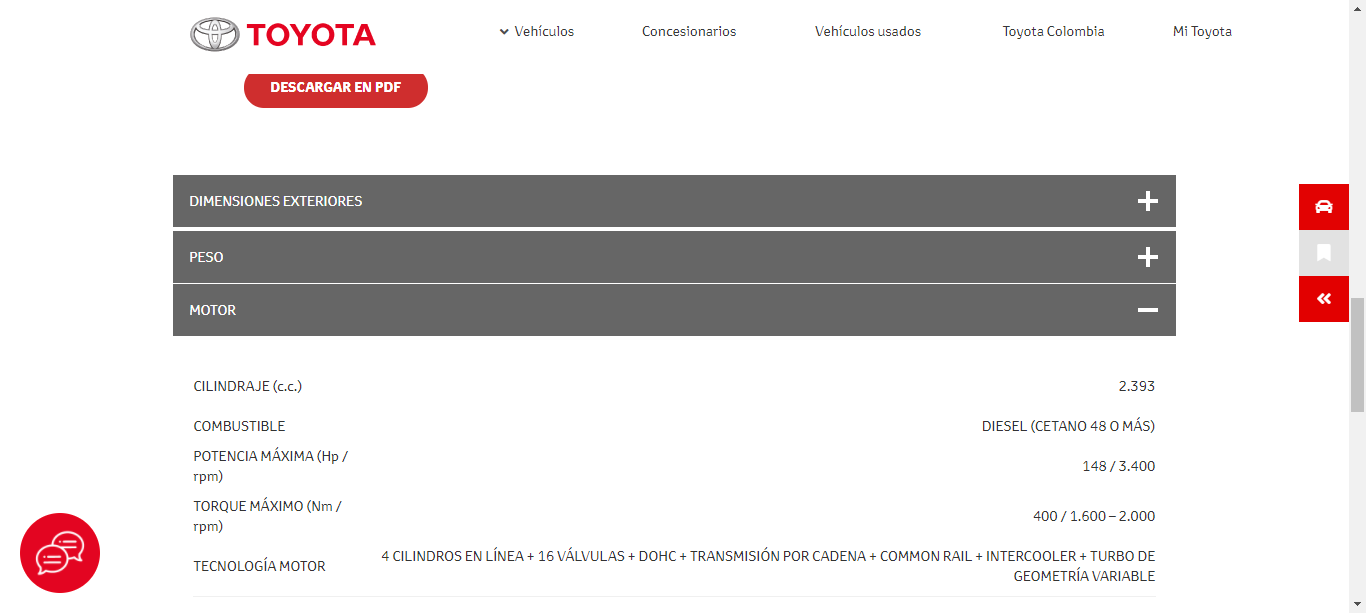 TOYOTA
Vehículos
Concesionarios
Vehículos usados
Toyota Colombia
Mi Toyota
DESCARGAR EN PDF
DIMENSIONES EXTERIORES
PESO
MOTOR
CILINDRAJE (c.c.)
2.393
COMBUSTIBLE
DIESEL (CETANO 48 O MÁS)
POTENCIA MÁXIMA (Hp /
rpm)
148 / 3.400
TORQUE MÁXIMO (Nm /
rpm)
400 / 1.600 – 2.000
TECNOLOGÍA MOTOR
4 CILINDROS EN LÍNEA + 16 VÁLVULAS + DOHC + TRANSMISIÓN POR CADENA + COMMON RAIL + INTERCOOLER + TURBO DE
GEOMETRÍA VARIABLE